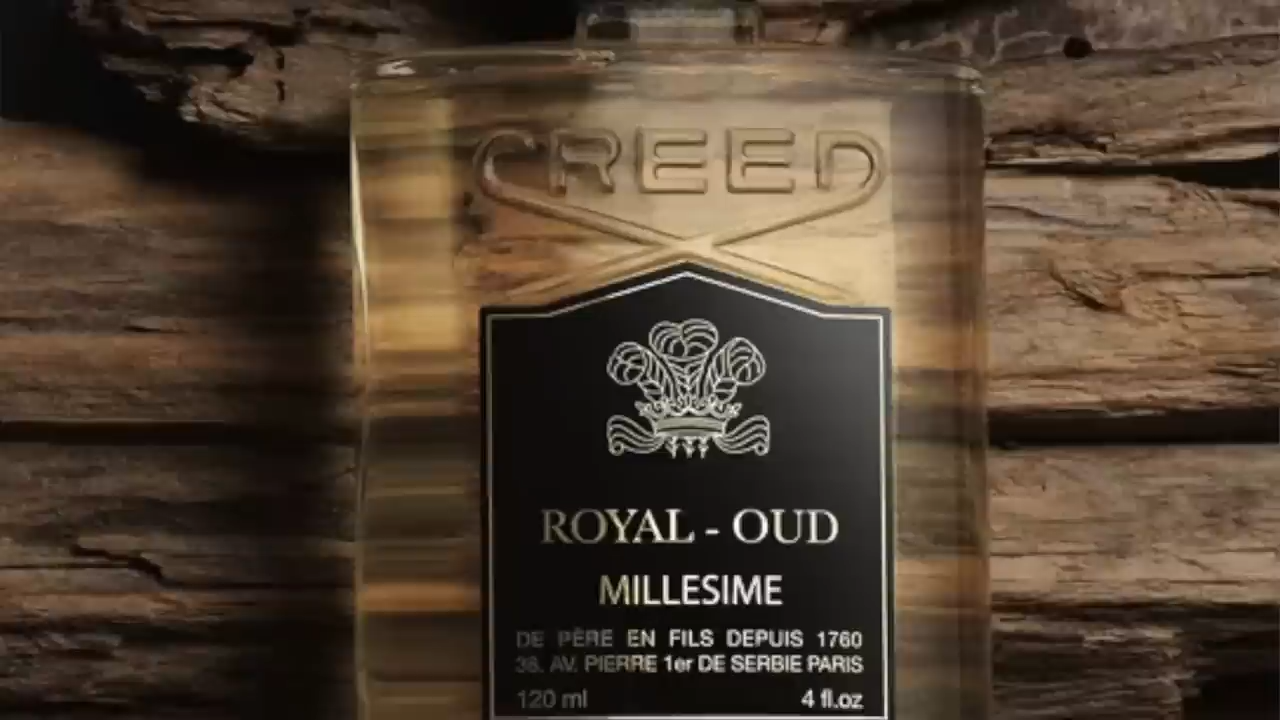 CREED
ROYAL - OUD
MILLESIME
DE PÈRE EN FILS DEPUIS 1760
38. AV. PIERRE 1er DE SERBIE PARIS
120 ml 4 fl.oz